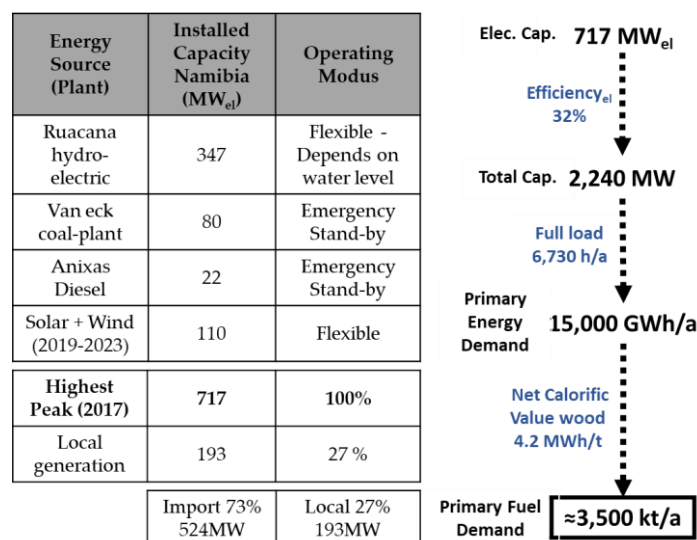 Energy
Source
(Plant)
Installed
Capacity
Namibia
(MWel)
Operating
Modus
Ruacana
hydro-
electric
347
Flexible -
Depends on
water level
Van eck
coal-plant
80
Emergency
Stand-by
Anixas
Diesel
22
Emergency
Stand-by
Solar + Wind
(2019-2023)
110
Flexible
Highest
Peak (2017)
717
100%
Local
generation
193
27 %
Import 73%
524MW
Local 27%
193MW
Elec. Cap. 717 MWel
Efficiencyel
32%
Total Cap. 2,240 MW
Full load
6,730 h/a
Primary
Energy
Demand
15,000 GWh/a
Net Calorific
Value wood
4.2 MWh/t
Primary Fuel
Demand
≈3,500 kt/a